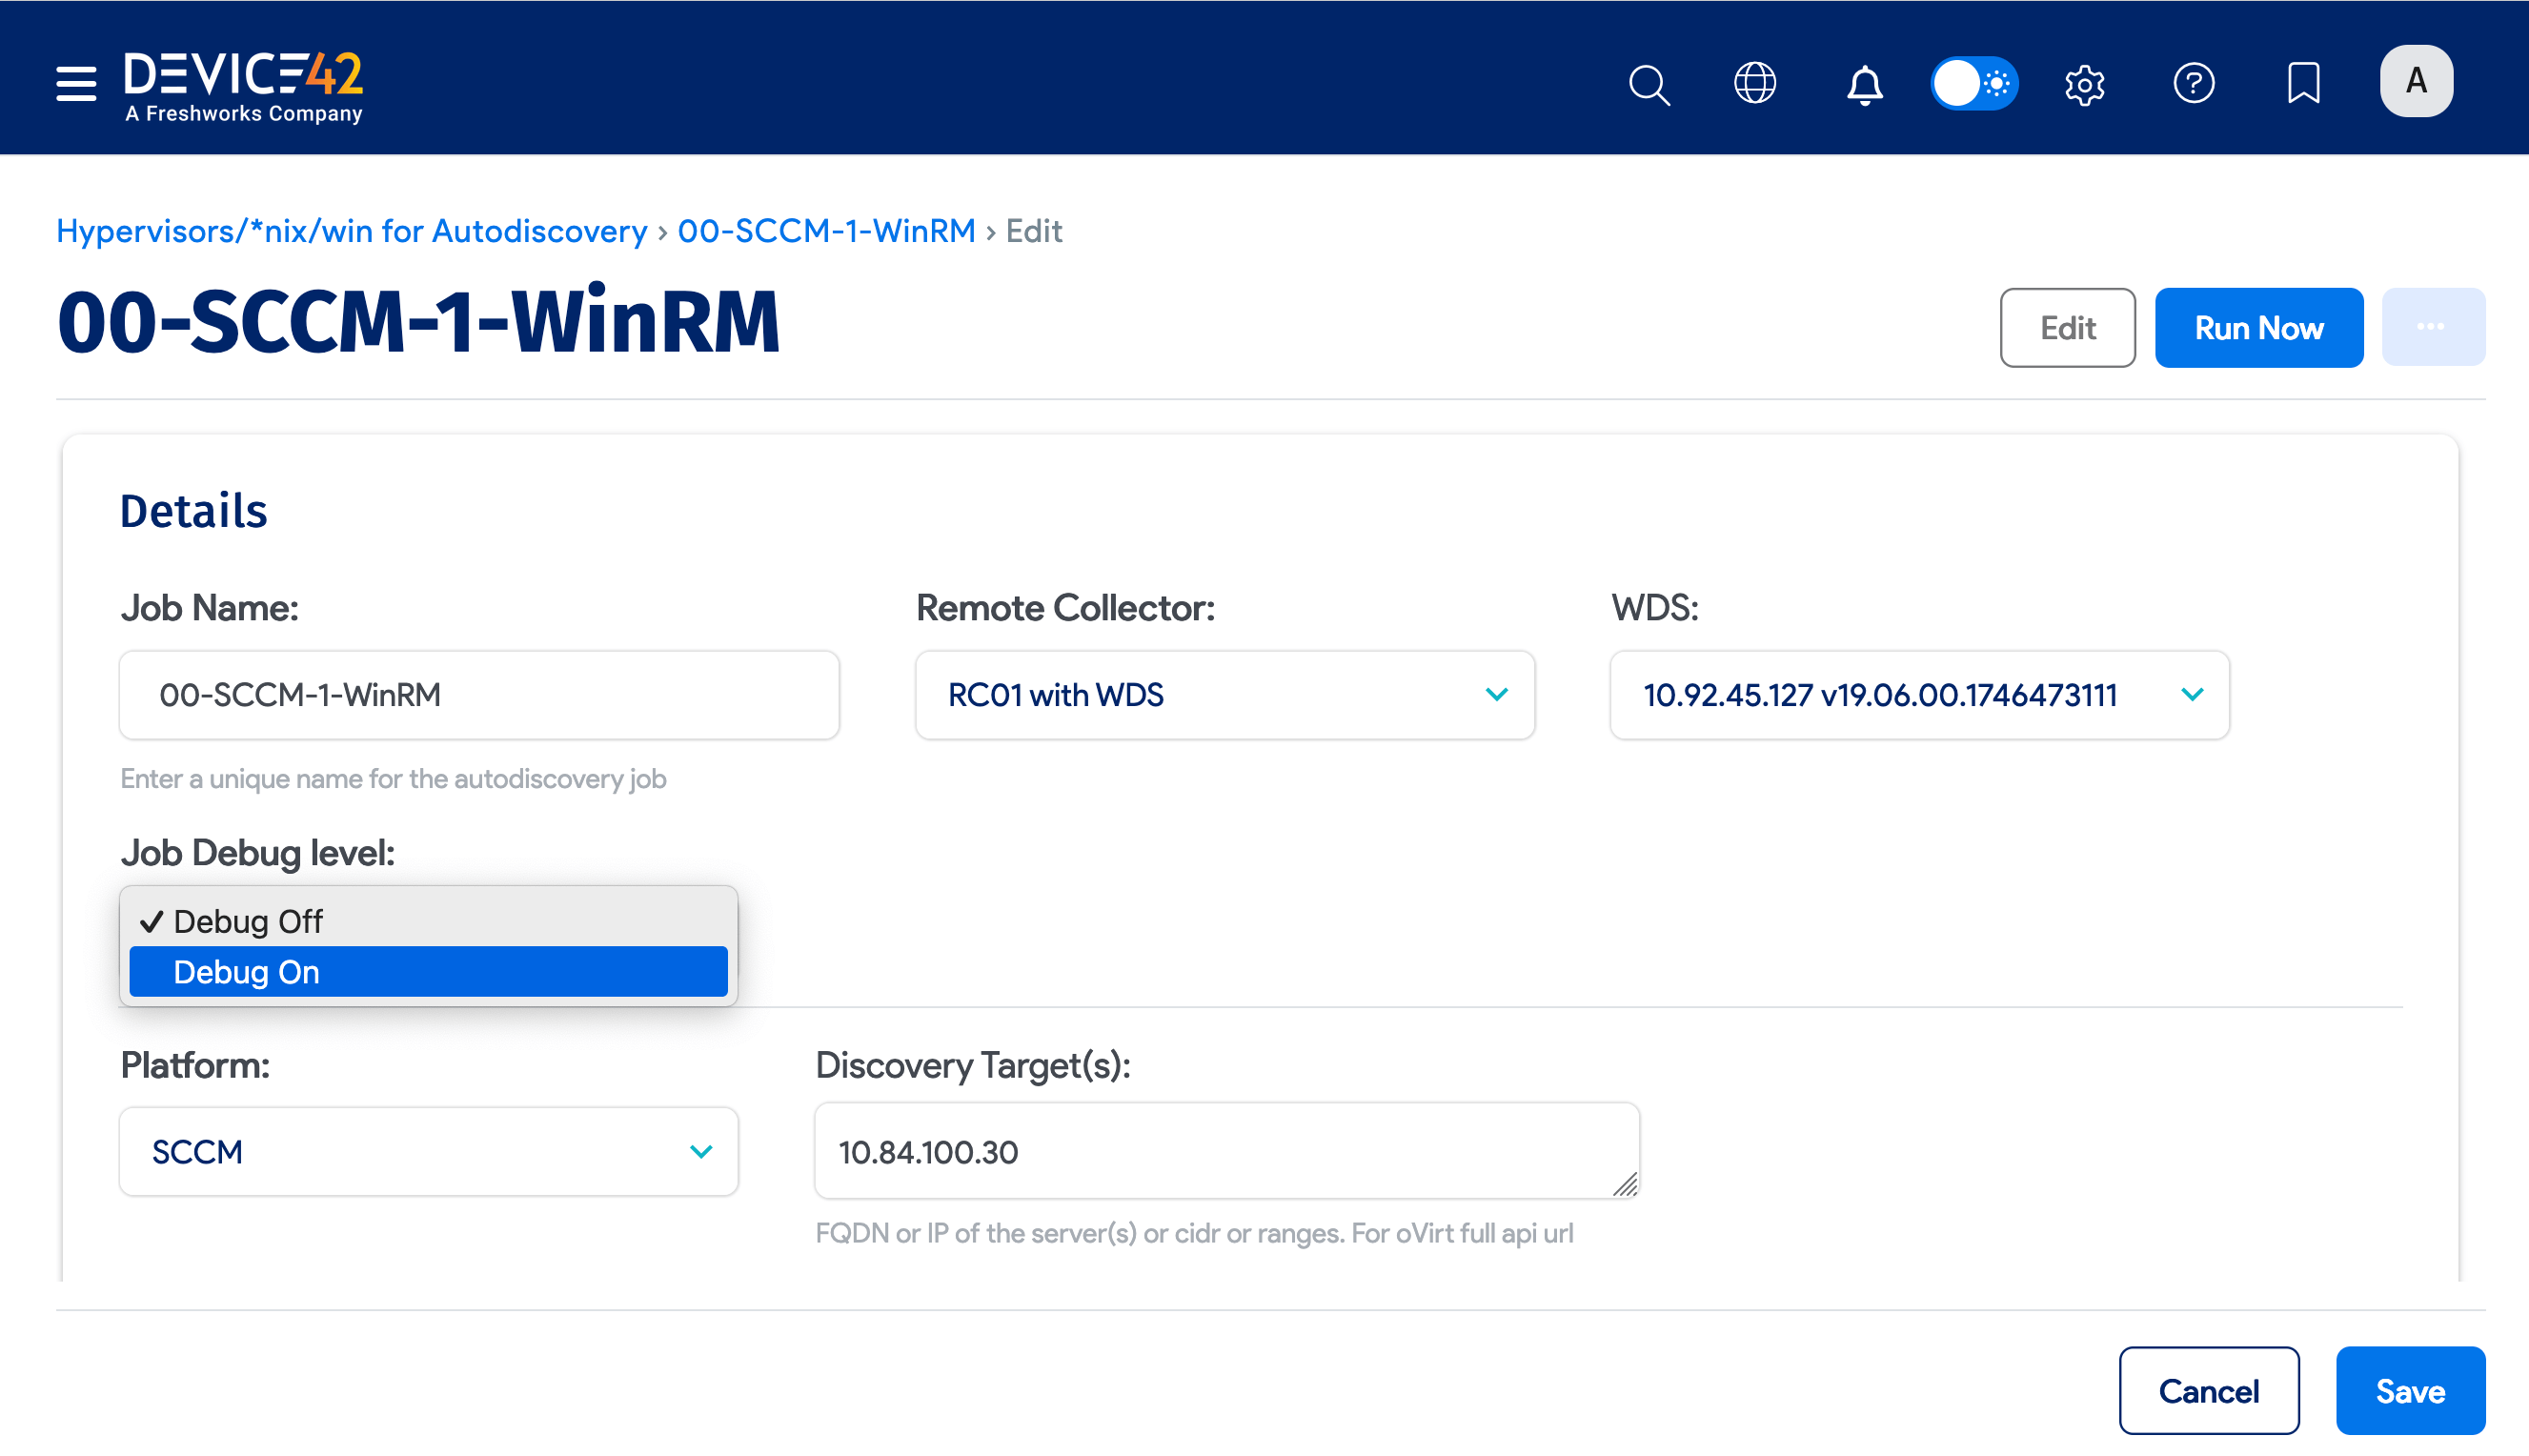 DEVICE42
A Freshworks Company
A
Hypervisors/*nix/win for Autodiscovery › 00-SCCM-1-WinRM › Edit
00-SCCM-1-WinRM
Edit
Run Now
Details
Job Name:
Remote Collector:
WDS:
00-SCCM-1-WinRM
RC01 with WDS
10.92.45.127 v19.06.00.1746473111
Enter a unique name for the autodiscovery job
Job Debug level:
Debug Off
Debug On
Platform:
Discovery Target(s):
SCCM
10.84.100.30
FQDN or IP of the server(s) or cidr or ranges. For oVirt full api url
Cancel
Save